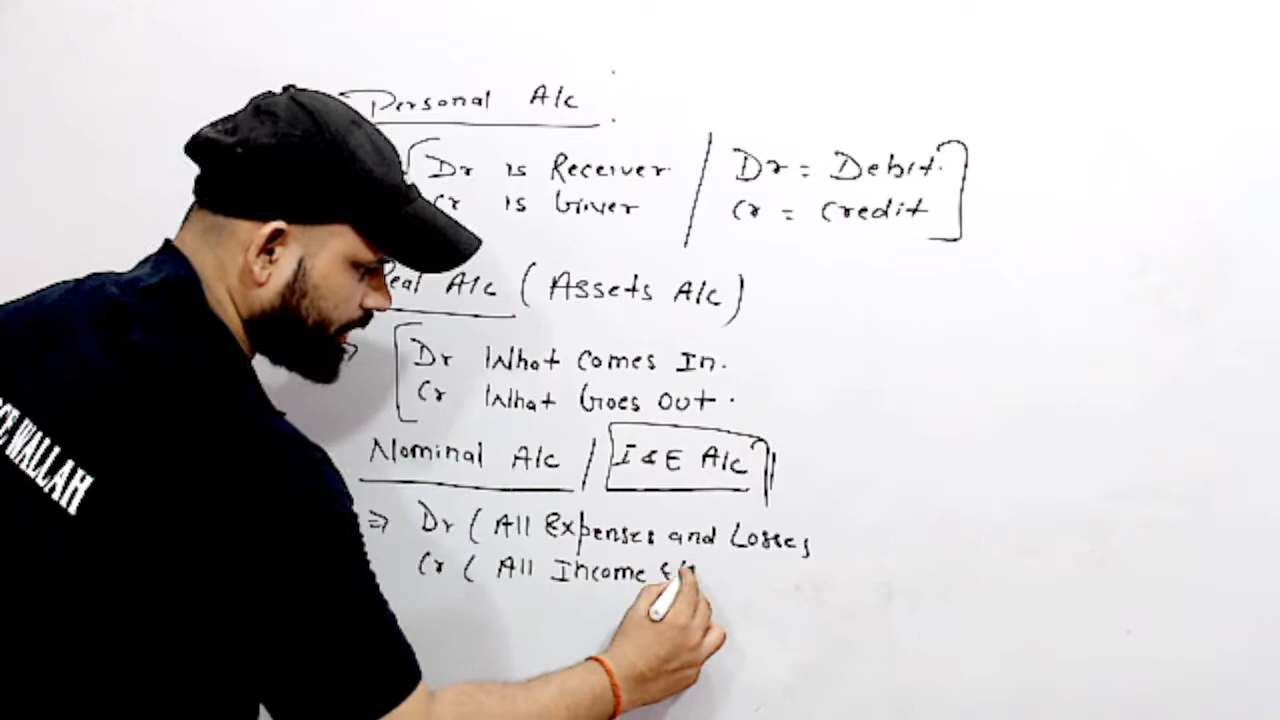 Personal A/c
Dr is Receiver.
Cr is Giver
Dr = Debit.
Cr = Credit
Real A/c (Assets A/c)
Dr What Comes In.
Cr What Goes Out.
Nominal A/c / I & E A/c
⇒ Dr ( All Expenses and Losses
Cr ( All Income &
WALLAH